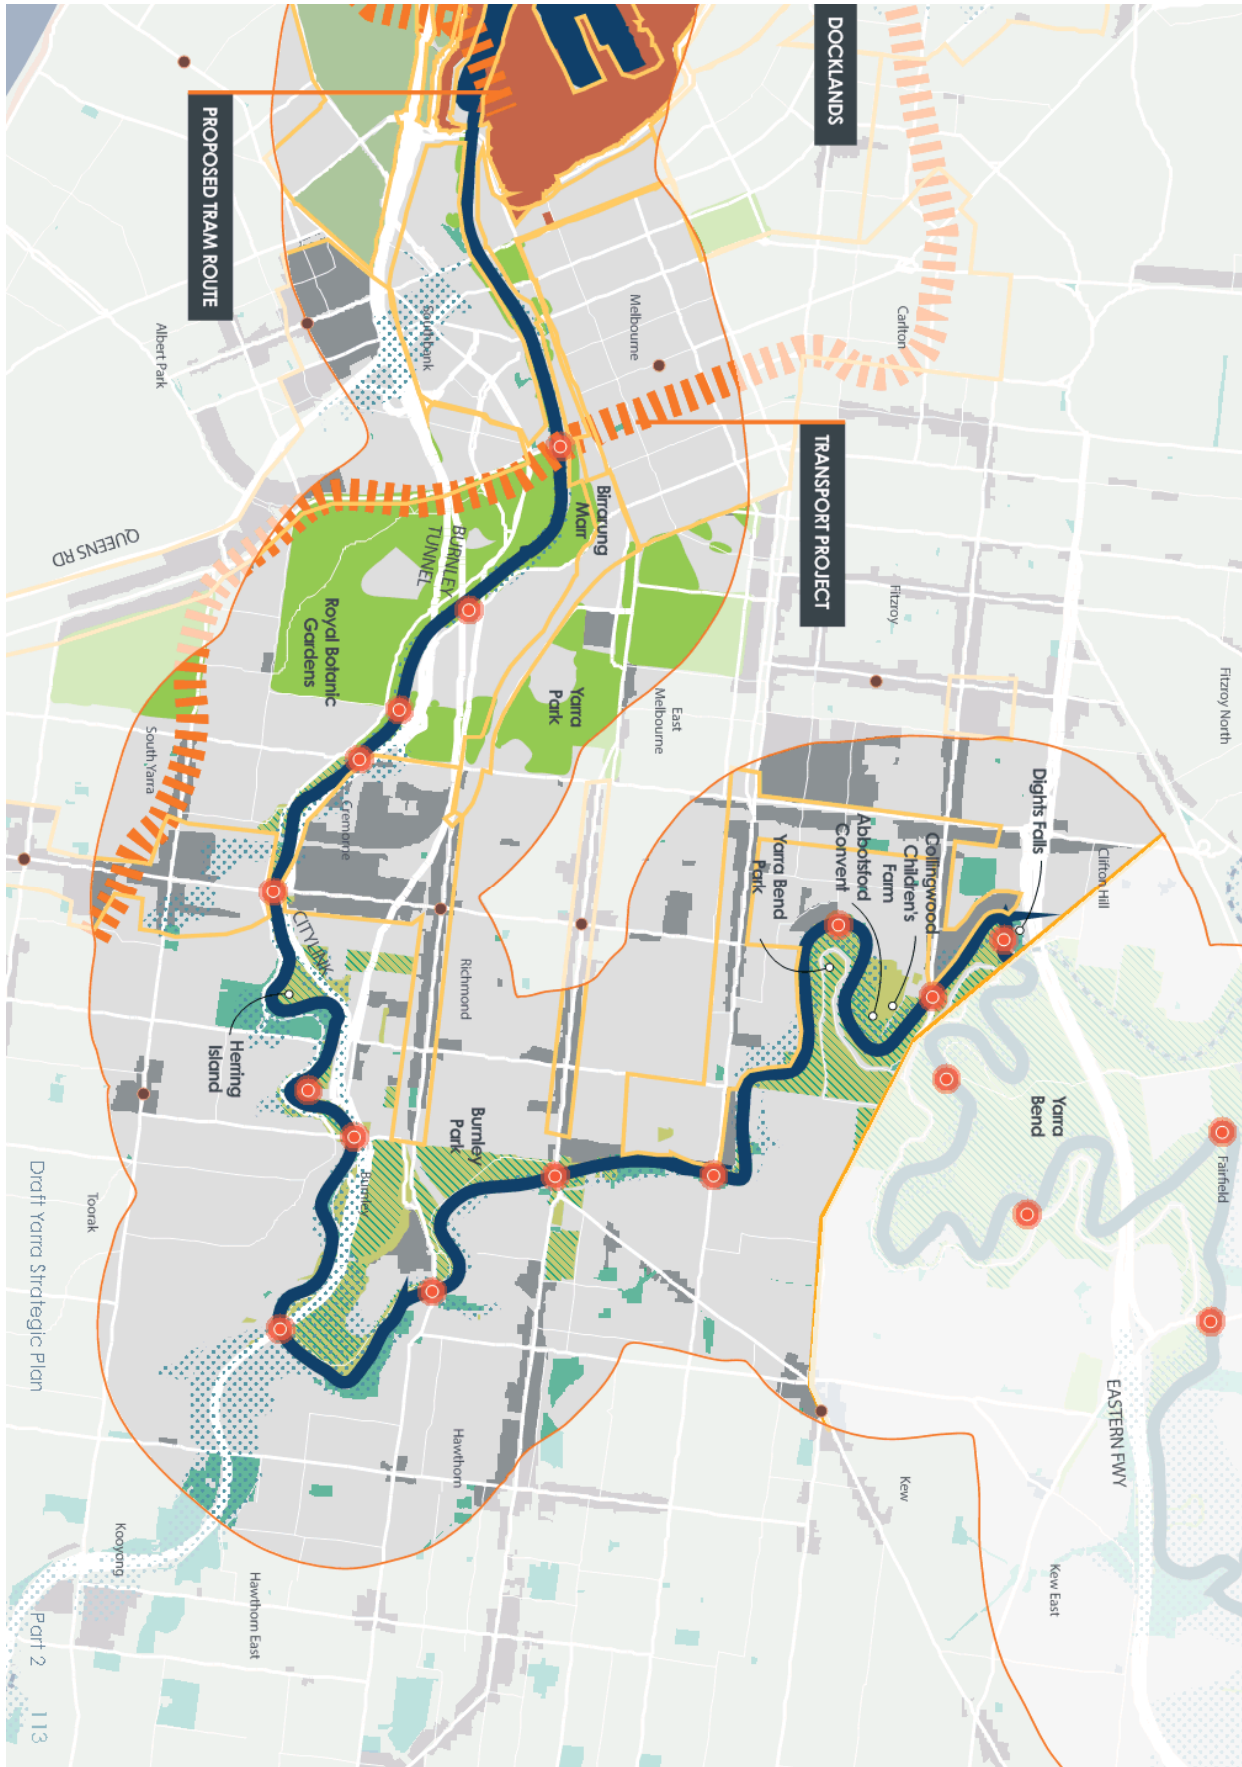 Fitzroy North
Clifton Hill
Dights Falls
Fairfield
EASTERN FWY
Kew East
Yarra
Bend
Collingwood
Children's
Farm
Abbotsford
Convent
Yarra Bend
Park
Carlton
Fitzroy
Kew
DOCKLANDS
TRANSPORT PROJECT
East
Melbourne
Melbourne
Birrarung
Marr
Yarra
Park
Richmond
Burnley
Park
Hawthorn
Southbank
BURNLEY
TUNNEL
Cremorne
CITYLINK
Burnley
Royal Botanic
Gardens
Herring
Island
Hawthorn East
PROPOSED TRAM ROUTE
Albert Park
South Yarra
QUEENS RD
Toorak
Kooyong
Draft Yarra Strategic Plan
Part 2
113